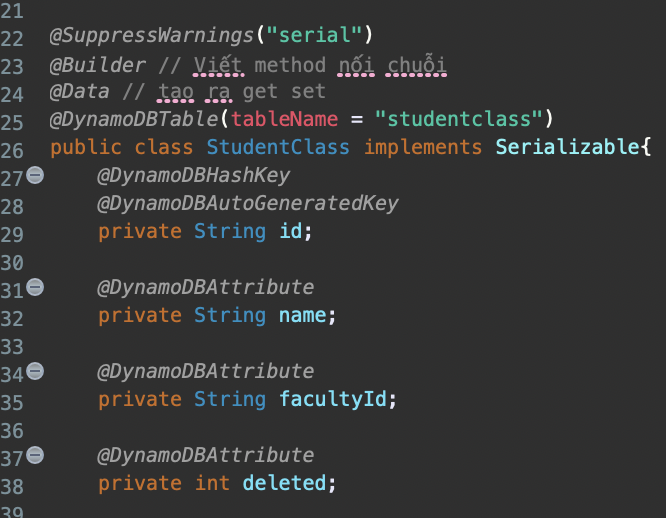 21
22 @SuppressWarnings("serial")
23 @Builder // Viết method nối chuỗi
24 @Data // tao ra get set
25 @DynamoDBTable(tableName = "studentclass")
26 public class StudentClass implements Serializable{
27 @DynamoDBHashKey
28 @DynamoDBAutoGeneratedKey
29 private String id;
30
31 @DynamoDBAttribute
32 private String name;
33
34 @DynamoDBAttribute
35 private String facultyId;
36
37 @DynamoDBAttribute
38 private int deleted;
39